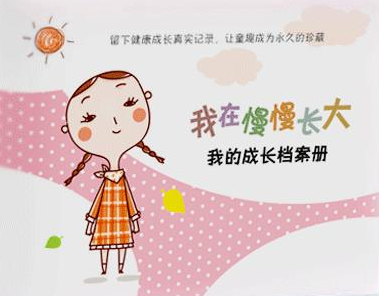 留下健康成长真实记录，让童趣成为永久的珍藏
我在慢慢长大
我的成长档案册